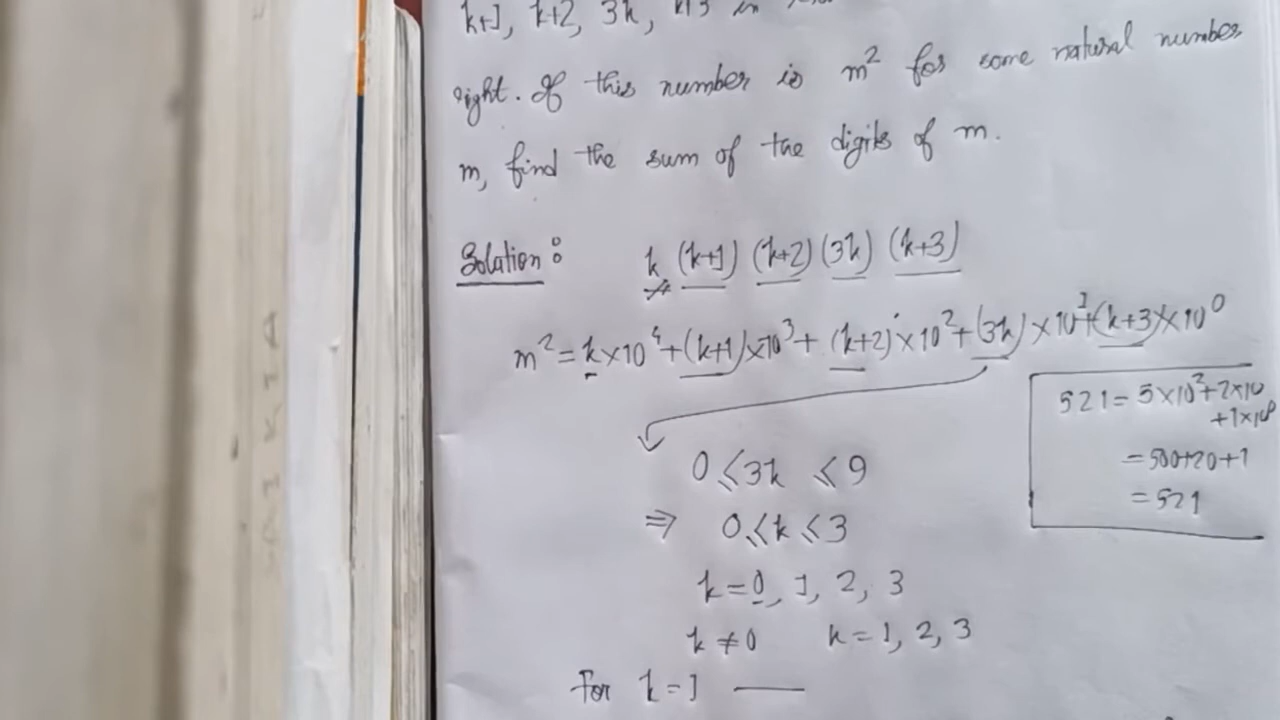 k+1, k+2, 3k, k+3 in
right. If this number is m² for some natural number
m, find the sum of the digits of m.
Solution :
k (k+1) (k+2) (3k) (k+3)
m² = k×10⁴+(k+1)×10³+ (k+2)×10²+(3k)×10¹+(k+3)×10⁰
521= 5×10²+2×10
+1×10⁰
=500+20+1
=521
0⩽3k ⩽9
⇒ 0⩽k⩽3
k=0, 1, 2, 3
k≠0 k=1, 2, 3
For k=1 —